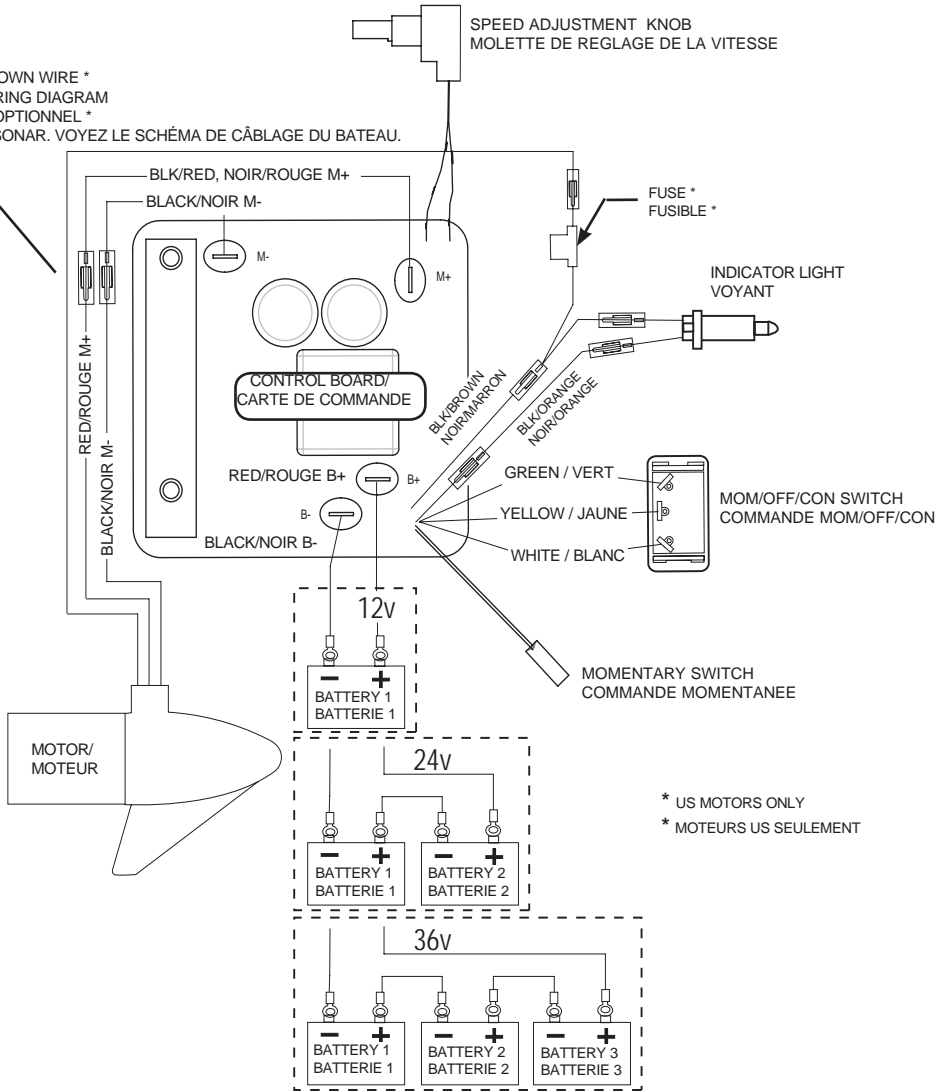 SPEED ADJUSTMENT KNOB
MOLETTE DE REGLAGE DE LA VITESSE
OWN WIRE *
RING DIAGRAM
OPTIONNEL *
SONAR. VOYEZ LE SCHÉMA DE CÂBLAGE DU BATEAU.
BLK/RED, NOIR/ROUGE M+
BLACK/NOIR M-
FUSE *
FUSIBLE *
M-
M+
INDICATOR LIGHT
VOYANT
RED/ROUGE M+
BLACK/NOIR M-
CONTROL BOARD/
CARTE DE COMMANDE
BLK/BROWN
NOIR/MARRON
BLK/ORANGE
NOIR/ORANGE
RED/ROUGE B+
B+
B-
BLACK/NOIR B-
GREEN / VERT
YELLOW / JAUNE
WHITE / BLANC
MOM/OFF/CON SWITCH
COMMANDE MOM/OFF/CON
12v
- +
BATTERY 1
BATTERIE 1
MOMENTARY SWITCH
COMMANDE MOMENTANEE
MOTOR/
MOTEUR
24v
- +
BATTERY 1
BATTERIE 1
- +
BATTERY 2
BATTERIE 2
* US MOTORS ONLY
* MOTEURS US SEULEMENT
36v
- +
BATTERY 1
BATTERIE 1
- +
BATTERY 2
BATTERIE 2
- +
BATTERY 3
BATTERIE 3